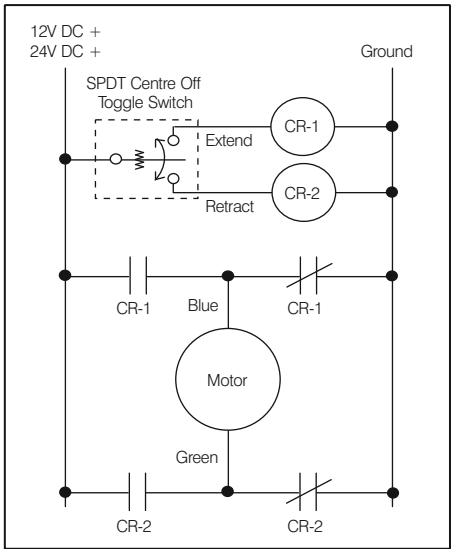 12V DC +
24V DC +
Ground
SPDT Centre Off
Toggle Switch
Extend
CR-1
CR-2
Retract
CR-1
Blue
CR-1
Motor
Green
CR-2
CR-2